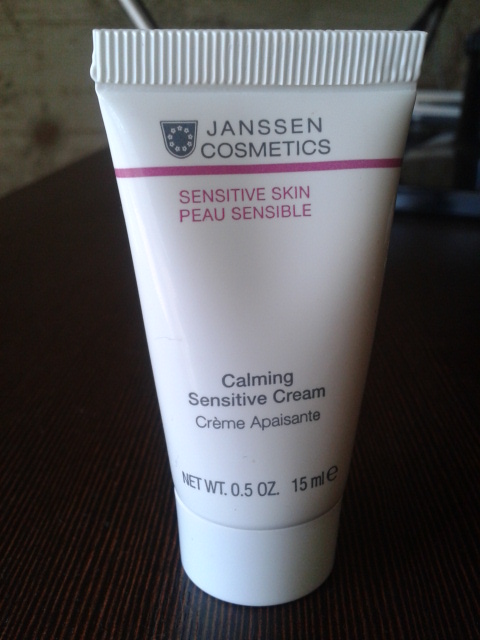 JANSSEN
COSMETICS
SENSITIVE SKIN
PEAU SENSIBLE
Calming
Sensitive Cream
Crème Apaisante
NET WT. 0.5 OZ. 15 ml ℮